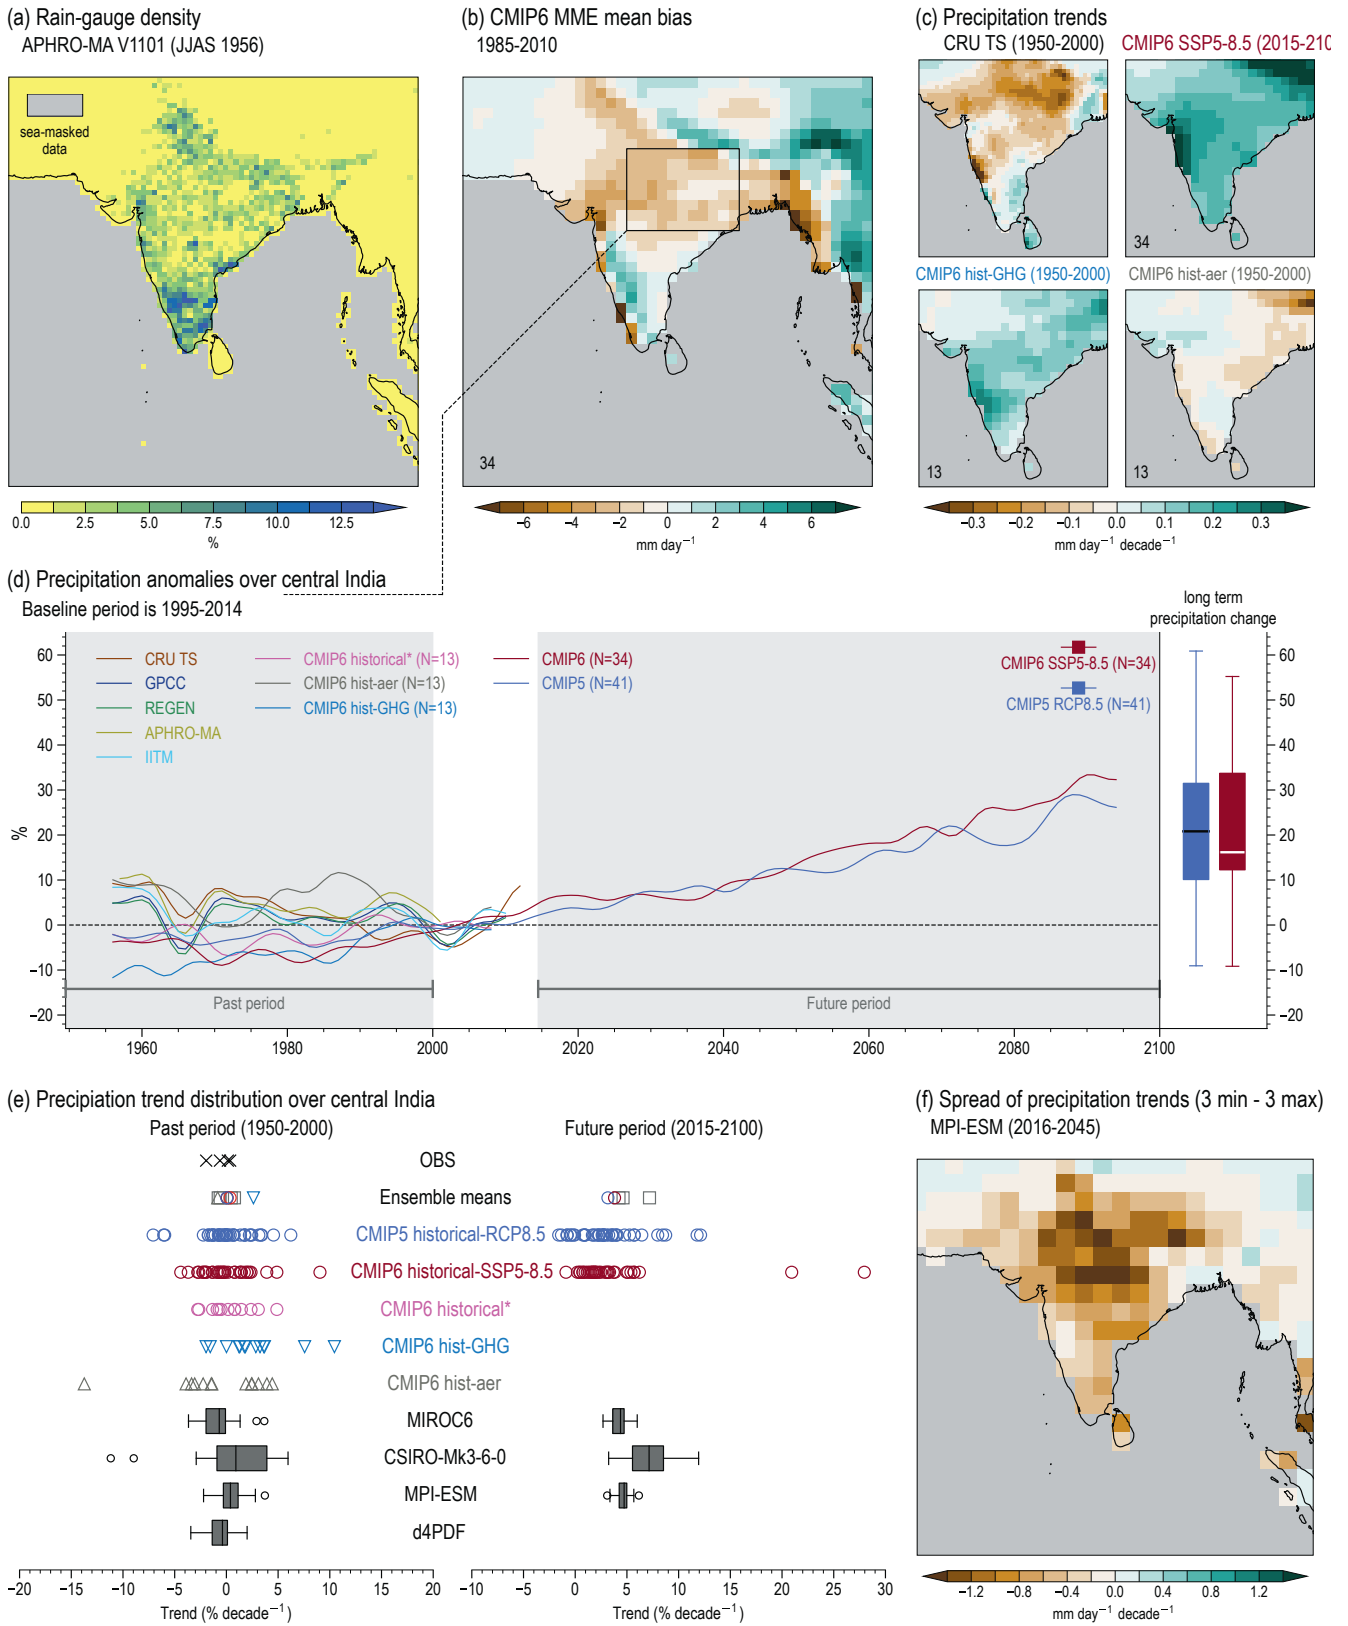 (a) Rain-gauge density
APHRO-MA V1101 (JJAS 1956)
sea-masked
data
0.0 2.5 5.0 7.5 10.0 12.5
%
(b) CMIP6 MME mean bias
1985-2010
34
−6 −4 −2 0 2 4 6
mm day−1
(c) Precipitation trends
CRU TS (1950-2000)
CMIP6 SSP5-8.5 (2015-210
34
CMIP6 hist-GHG (1950-2000)
CMIP6 hist-aer (1950-2000)
13
13
−0.3 −0.2 −0.1 0.0 0.1 0.2 0.3
mm day−1 decade−1
(d) Precipitation anomalies over central India
Baseline period is 1995-2014
long term
precipitation change
CRU TS
GPCC
REGEN
APHRO-MA
IITM
CMIP6 historical* (N=13)
CMIP6 hist-aer (N=13)
CMIP6 hist-GHG (N=13)
CMIP6 (N=34)
CMIP5 (N=41)
CMIP6 SSP5-8.5 (N=34)
CMIP5 RCP8.5 (N=41)
%
60
50
40
30
20
10
0
−10
−20
60
50
40
30
20
10
0
−10
−20
Past period
Future period
1960 1980 2000 2020 2040 2060 2080 2100
(e) Precipiation trend distribution over central India
Past period (1950-2000)
Future period (2015-2100)
OBS
Ensemble means
CMIP5 historical-RCP8.5
CMIP6 historical-SSP5-8.5
CMIP6 historical*
CMIP6 hist-GHG
CMIP6 hist-aer
MIROC6
CSIRO-Mk3-6-0
MPI-ESM
d4PDF
−20 −15 −10 −5 0 5 10 15 20
Trend (% decade−1)
−10 −5 0 5 10 15 20 25 30
Trend (% decade−1)
(f) Spread of precipitation trends (3 min - 3 max)
MPI-ESM (2016-2045)
−1.2 −0.8 −0.4 0.0 0.4 0.8 1.2
mm day−1 decade−1